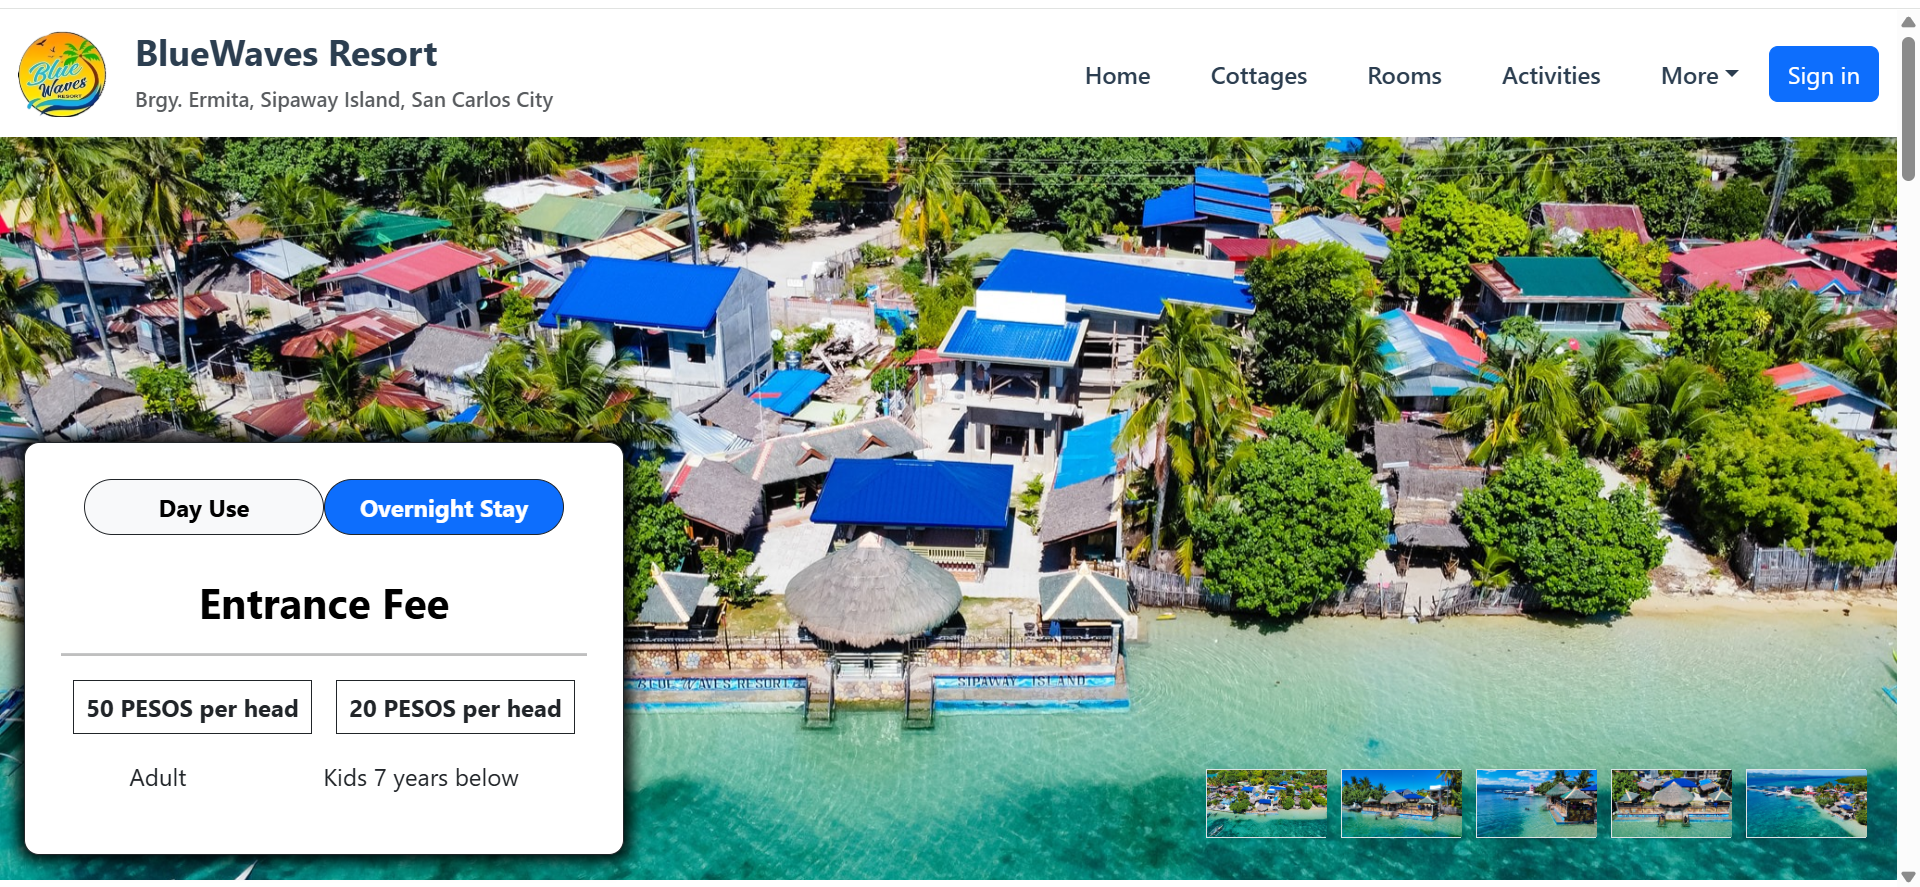 Blue
Waves
RESORT
BlueWaves Resort
Brgy. Ermita, Sipaway Island, San Carlos City
Home
Cottages
Rooms
Activities
More
Sign in
Day Use
Overnight Stay
Entrance Fee
50 PESOS per head
20 PESOS per head
Adult
Kids 7 years below
BLUE WAVES RESORT
SIPAWAY ISLAND